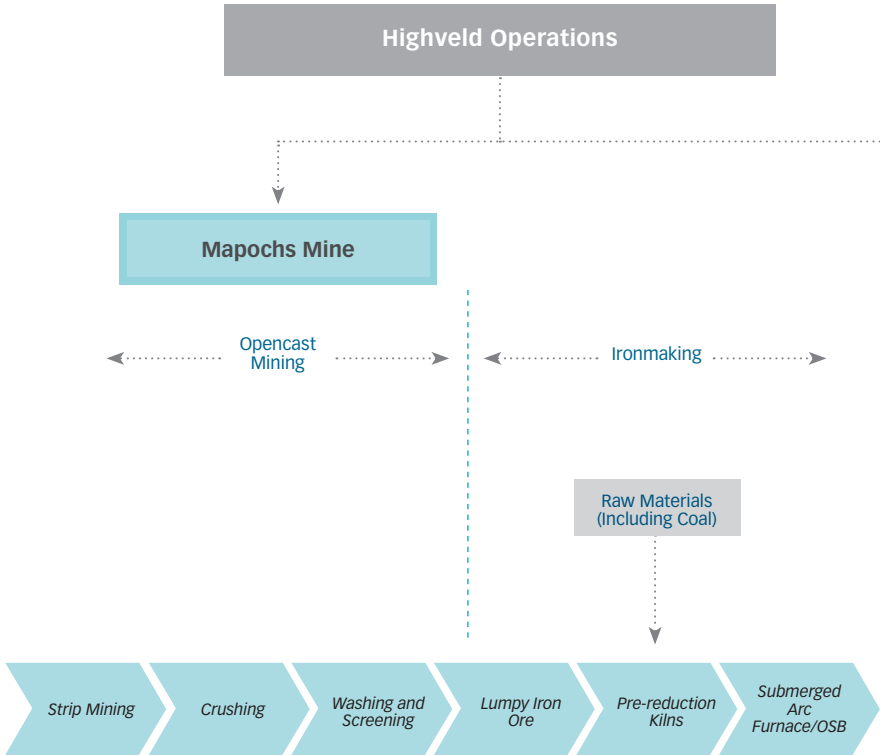 Highveld Operations
Mapochs Mine
Opencast
Mining
Ironmaking
Raw Materials
(Including Coal)
Strip Mining
Crushing
Washing and
Screening
Lumpy Iron
Ore
Pre-reduction
Kilns
Submerged
Arc
Furnace/OSB